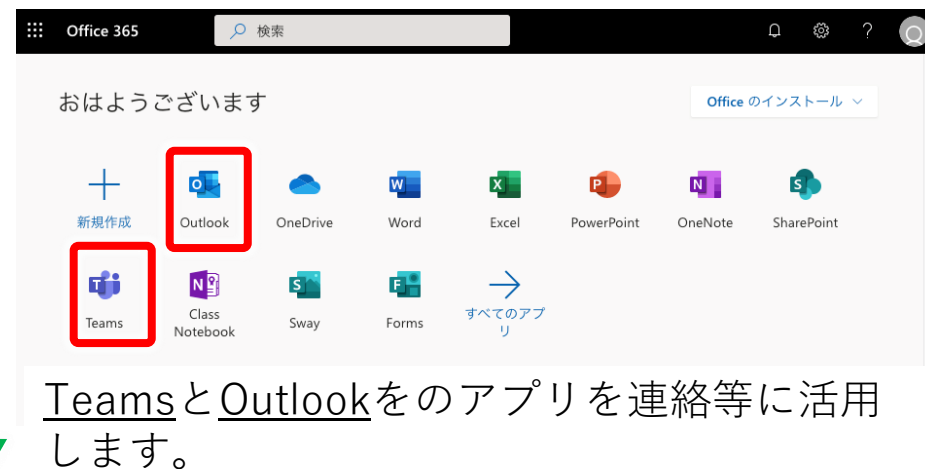 Office 365
検索
?
おはようございます
Office のインストール
新規作成
Outlook
OneDrive
Word
Excel
PowerPoint
OneNote
SharePoint
Teams
Class
Notebook
Sway
Forms
すべてのアプ
リ
TeamsとOutlookをのアプリを連絡等に活用
します。